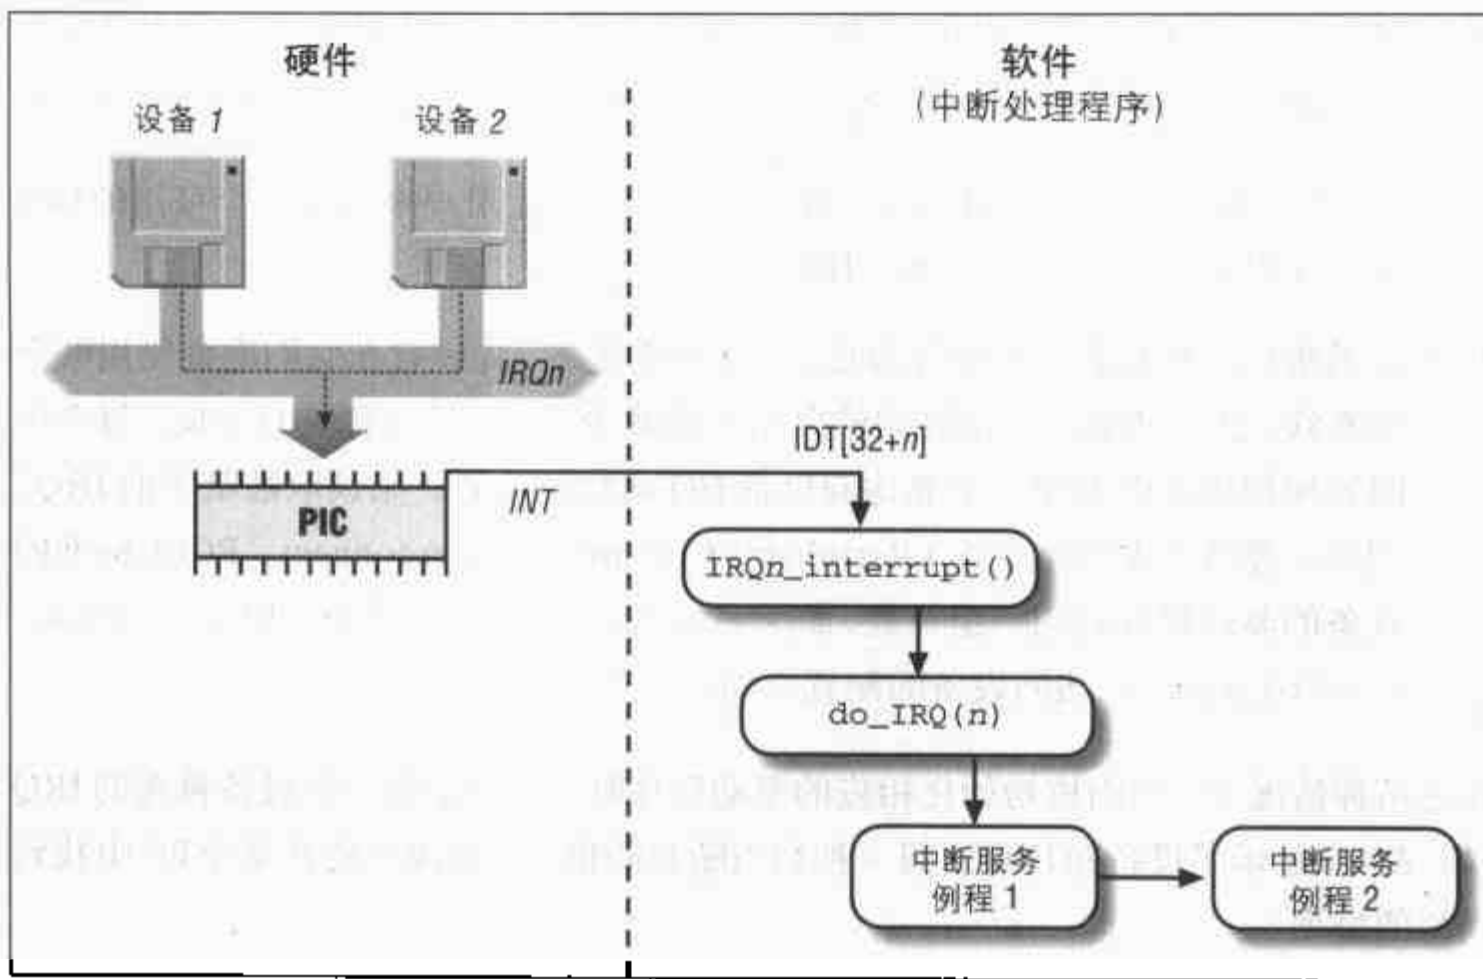 硬件
设备 1
设备 2
IRQn
PIC
INT
软件
(中断处理程序)
IDT[32+n]
IRQn_interrupt()
do_IRQ(n)
中断服务
例程 1
中断服务
例程 2